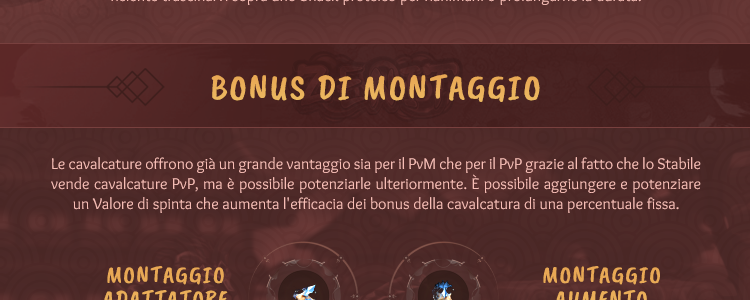 BONUS DI MONTAGGIO
Le cavalcature offrono già un grande vantaggio sia per il PvM che per il PvP grazie al fatto che lo Stabile
vende cavalcature PvP, ma è possibile potenziarle ulteriormente. È possibile aggiungere e potenziare
un Valore di spinta che aumenta l'efficacia dei bonus della cavalcatura di una percentuale fissa.
MONTAGGIO
ADATTATORE
MONTAGGIO
AUMENTO